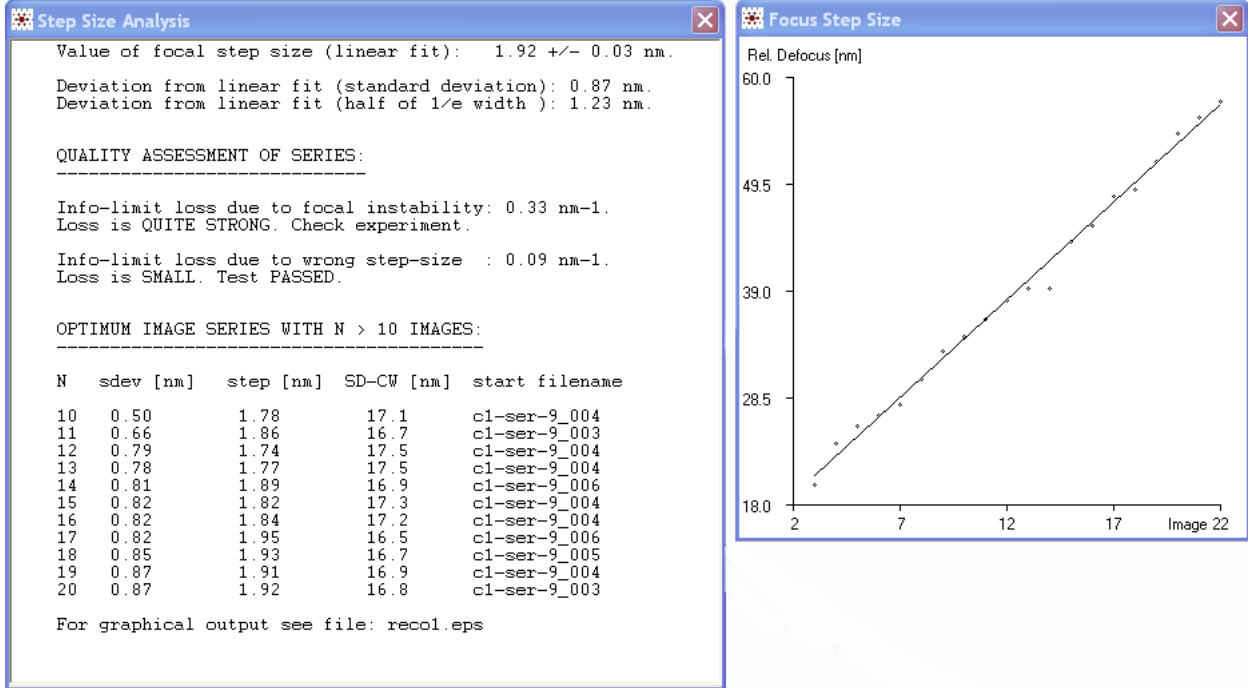 Step Size Analysis
Value of focal step size (linear fit):   1.92 +/- 0.03 nm.
Deviation from linear fit (standard deviation): 0.87 nm.
Deviation from linear fit (half of 1/e width ): 1.23 nm.
QUALITY ASSESSMENT OF SERIES:
-----------------------------
Info-limit loss due to focal instability: 0.33 nm-1.
Loss is QUITE STRONG. Check experiment.
Info-limit loss due to wrong step-size  : 0.09 nm-1.
Loss is SMALL. Test PASSED.
OPTIMUM IMAGE SERIES WITH N > 10 IMAGES:
----------------------------------------
N   sdev [nm]   step [nm]  SD-CW [nm]  start filename
10   0.50   1.78   17.1   c1-ser-9_004
11   0.66   1.86   16.7   c1-ser-9_003
12   0.79   1.74   17.5   c1-ser-9_004
13   0.78   1.77   17.5   c1-ser-9_004
14   0.81   1.89   16.9   c1-ser-9_006
15   0.82   1.82   17.3   c1-ser-9_004
16   0.82   1.84   17.2   c1-ser-9_004
17   0.82   1.95   16.5   c1-ser-9_006
18   0.85   1.93   16.7   c1-ser-9_005
19   0.87   1.91   16.9   c1-ser-9_004
20   0.87   1.92   16.8   c1-ser-9_003
For graphical output see file: reco1.eps
Focus Step Size
Rel. Defocus [nm]
60.0
49.5
39.0
28.5
18.0
2 7 12 17 Image 22